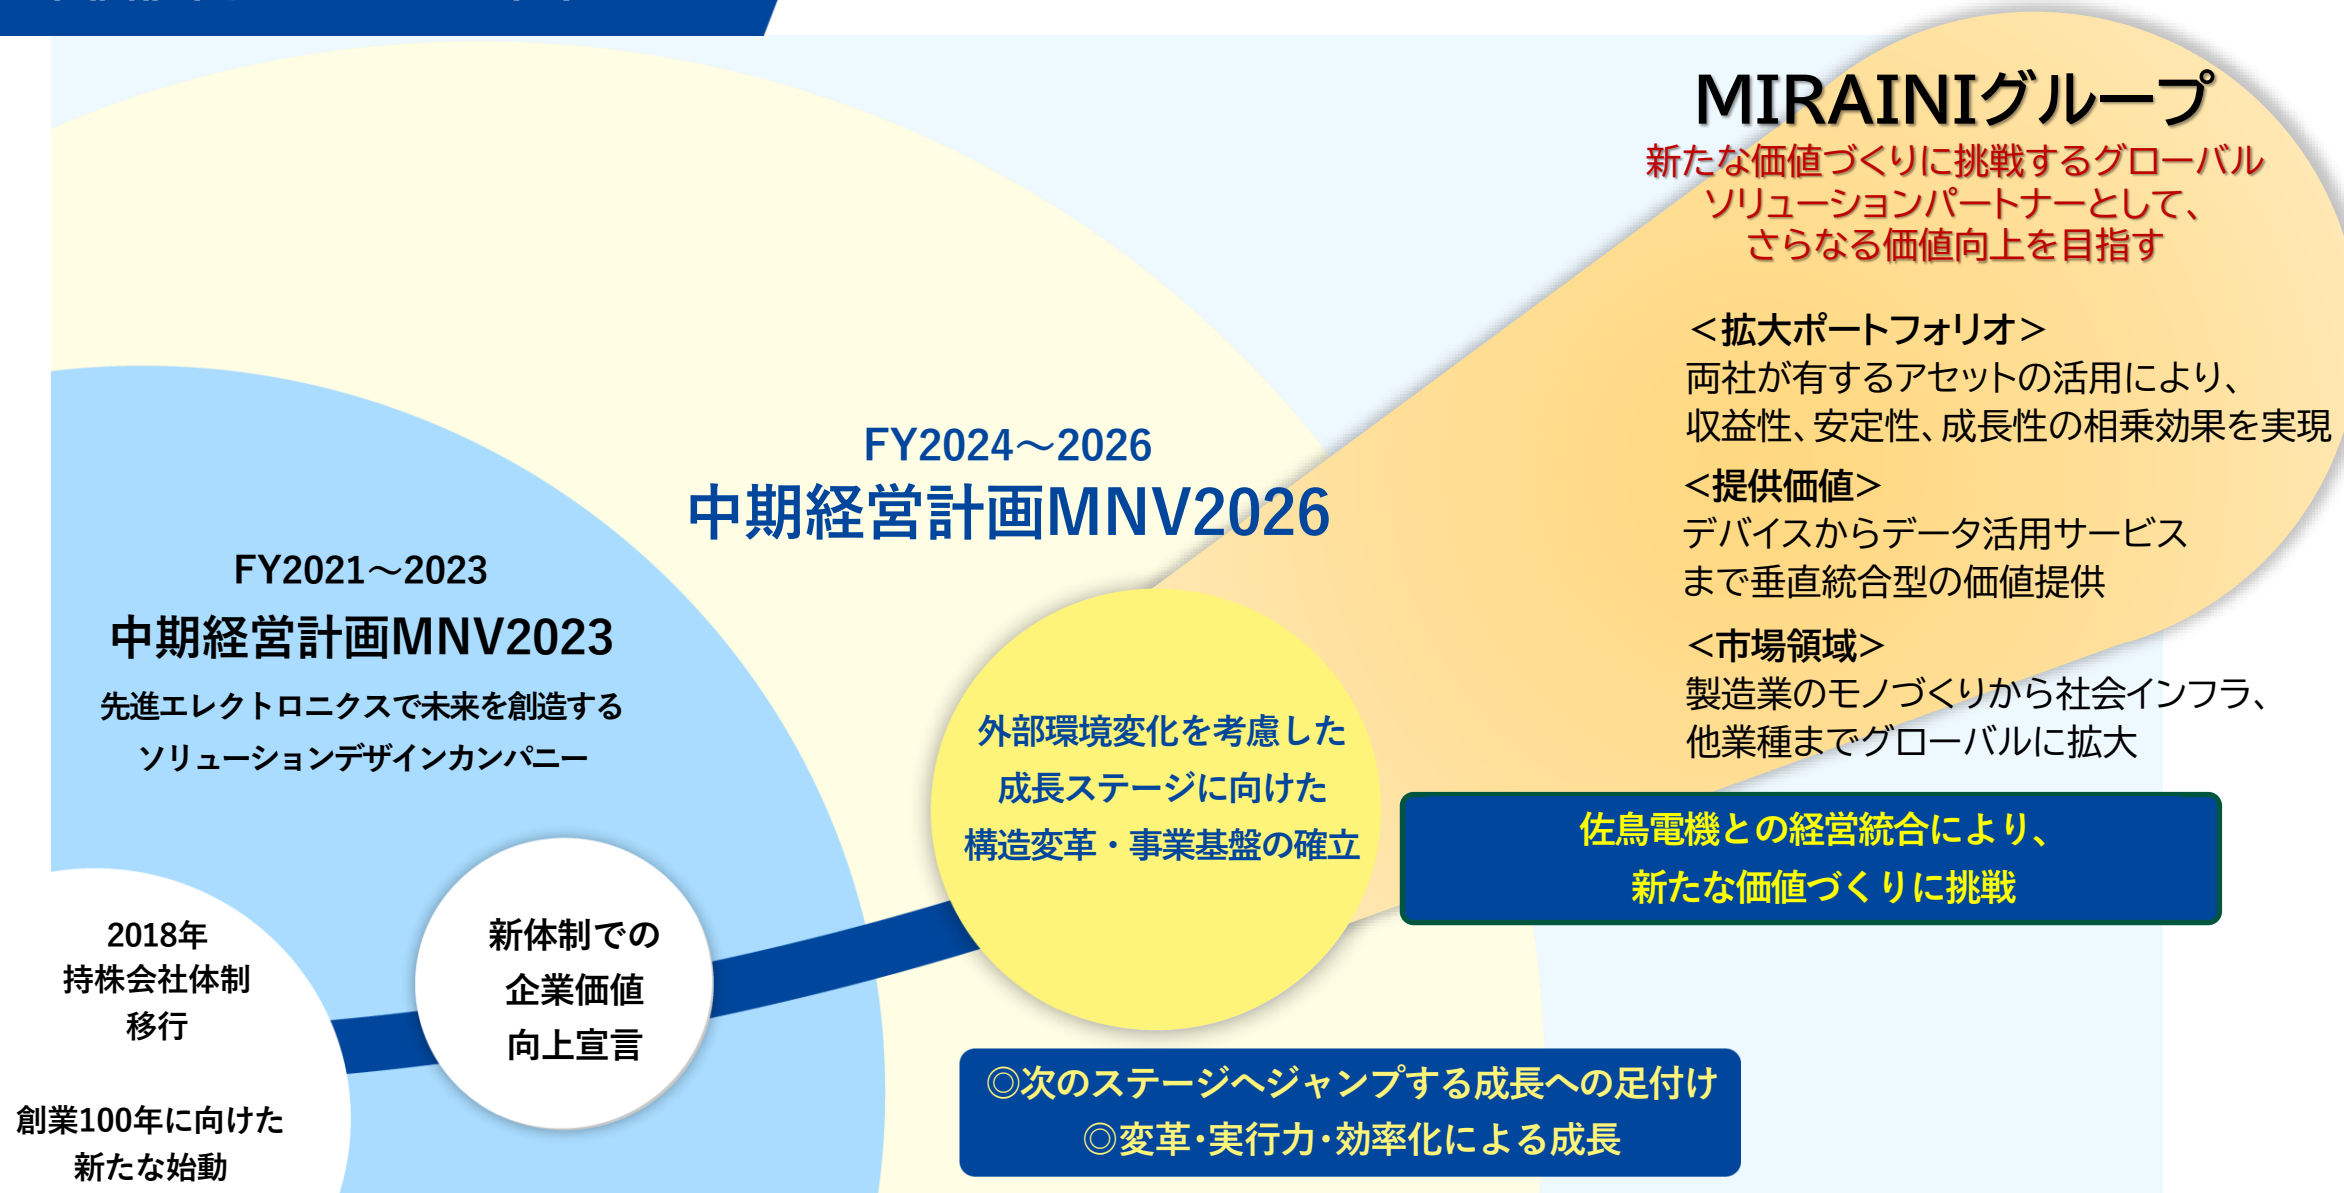 MIRAINIグループ
新たな価値づくりに挑戦するグローバル
ソリューションパートナーとして、
さらなる価値向上を目指す
＜拡大ポートフォリオ＞
両社が有するアセットの活用により、
収益性、安定性、成長性の相乗効果を実現
＜提供価値＞
デバイスからデータ活用サービス
まで垂直統合型の価値提供
＜市場領域＞
製造業のモノづくりから社会インフラ、
他業種までグローバルに拡大
佐鳥電機との経営統合により、
新たな価値づくりに挑戦
FY2024～2026
中期経営計画MNV2026
外部環境変化を考慮した
成長ステージに向けた
構造変革・事業基盤の確立
◎次のステージへジャンプする成長への足付け
◎変革･実行力･効率化による成長
FY2021～2023
中期経営計画MNV2023
先進エレクトロニクスで未来を創造する
ソリューションデザインカンパニー
新体制での
企業価値
向上宣言
2018年
持株会社体制
移行
創業100年に向けた
新たな始動